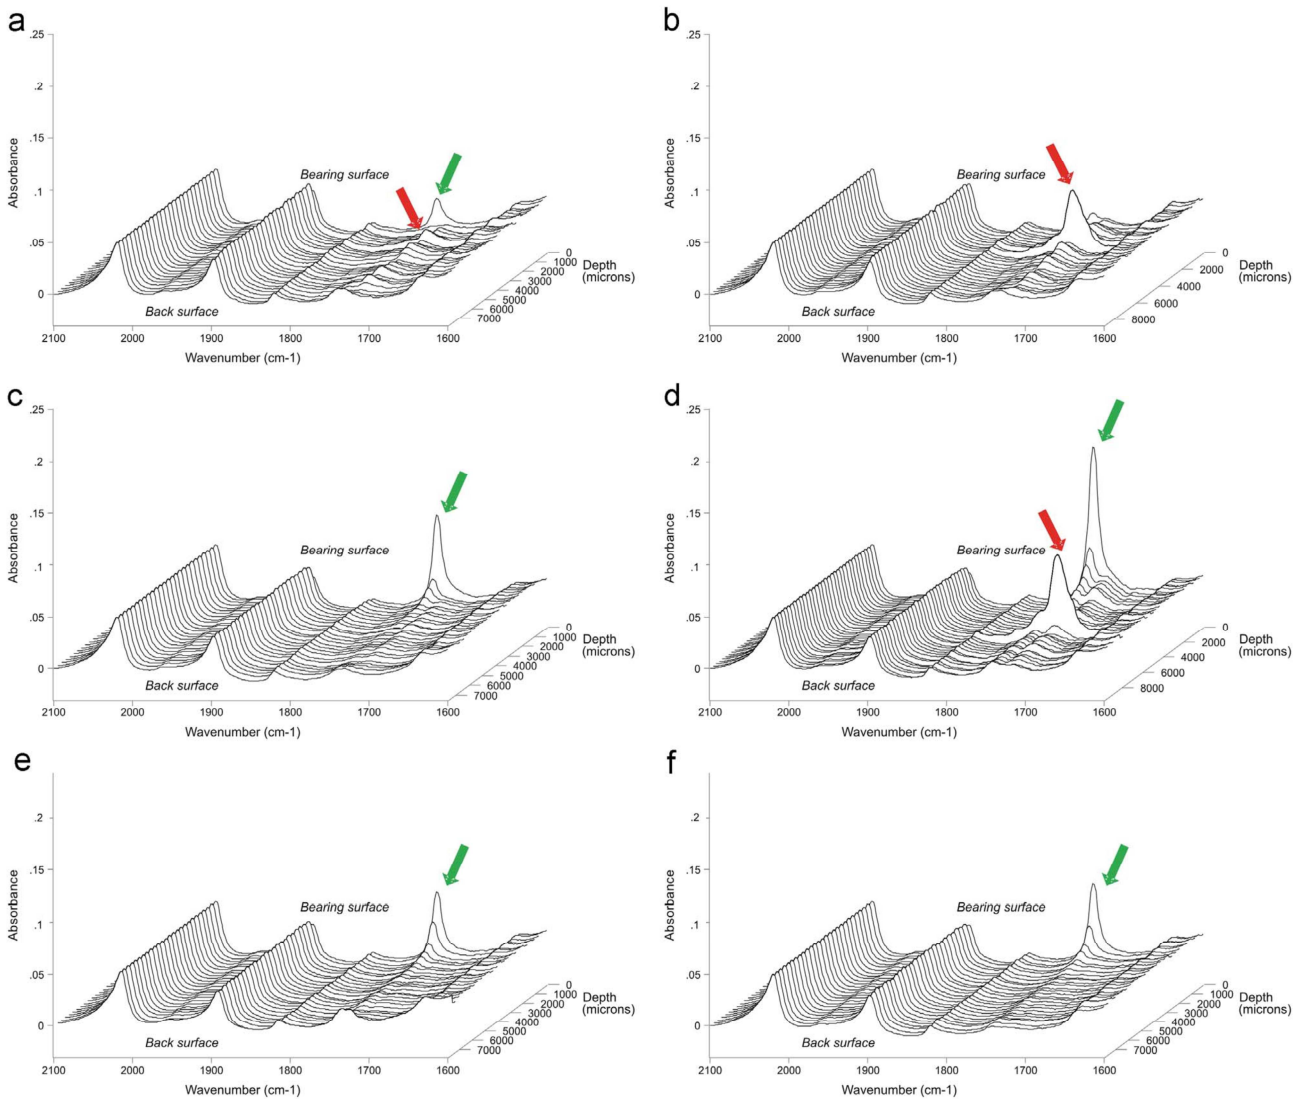 a
.25
.2
.15
.1
.05
0
Absorbance
Bearing surface
Back surface
0
1000
2000
3000
4000
5000
6000
7000
Depth
(microns)
2100 2000 1900 1800 1700 1600
Wavenumber (cm-1)
b
.25
.2
.15
.1
.05
0
Absorbance
Bearing surface
Back surface
0
2000
4000
6000
8000
Depth
(microns)
2100 2000 1900 1800 1700 1600
Wavenumber (cm-1)
c
.25
.2
.15
.1
.05
0
Absorbance
Bearing surface
Back surface
0
1000
2000
3000
4000
5000
6000
7000
Depth
(microns)
2100 2000 1900 1800 1700 1600
Wavenumber (cm-1)
d
.25
.2
.15
.1
.05
0
Absorbance
Bearing surface
Back surface
0
2000
4000
6000
8000
Depth
(microns)
2100 2000 1900 1800 1700 1600
Wavenumber (cm-1)
e
.2
.15
.1
.05
0
Absorbance
Bearing surface
Back surface
0
1000
2000
3000
4000
5000
6000
7000
Depth
(microns)
2100 2000 1900 1800 1700 1600
Wavenumber (cm-1)
f
.2
.15
.1
.05
0
Absorbance
Bearing surface
Back surface
0
1000
2000
3000
4000
5000
6000
7000
Depth
(microns)
2100 2000 1900 1800 1700 1600
Wavenumber (cm-1)